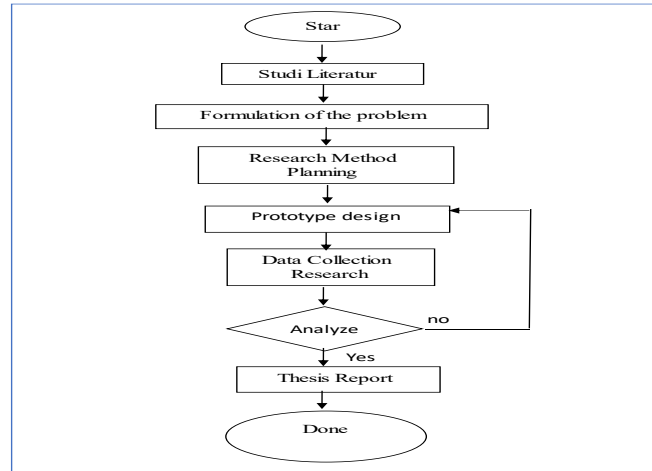 Star
Studi Literatur
Formulation of the problem
Research Method
Planning
Prototype design
Data Collection
Research
Analyze
no
Yes
Thesis Report
Done